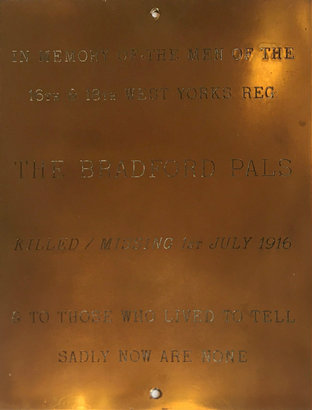 IN MEMORY OF THE MEN OF THE
16TH & 18TH WEST YORKS REG
THE BRADFORD PALS
KILLED / MISSING 1ST JULY 1916
& TO THOSE WHO LIVED TO TELL
SADLY NOW ARE NONE